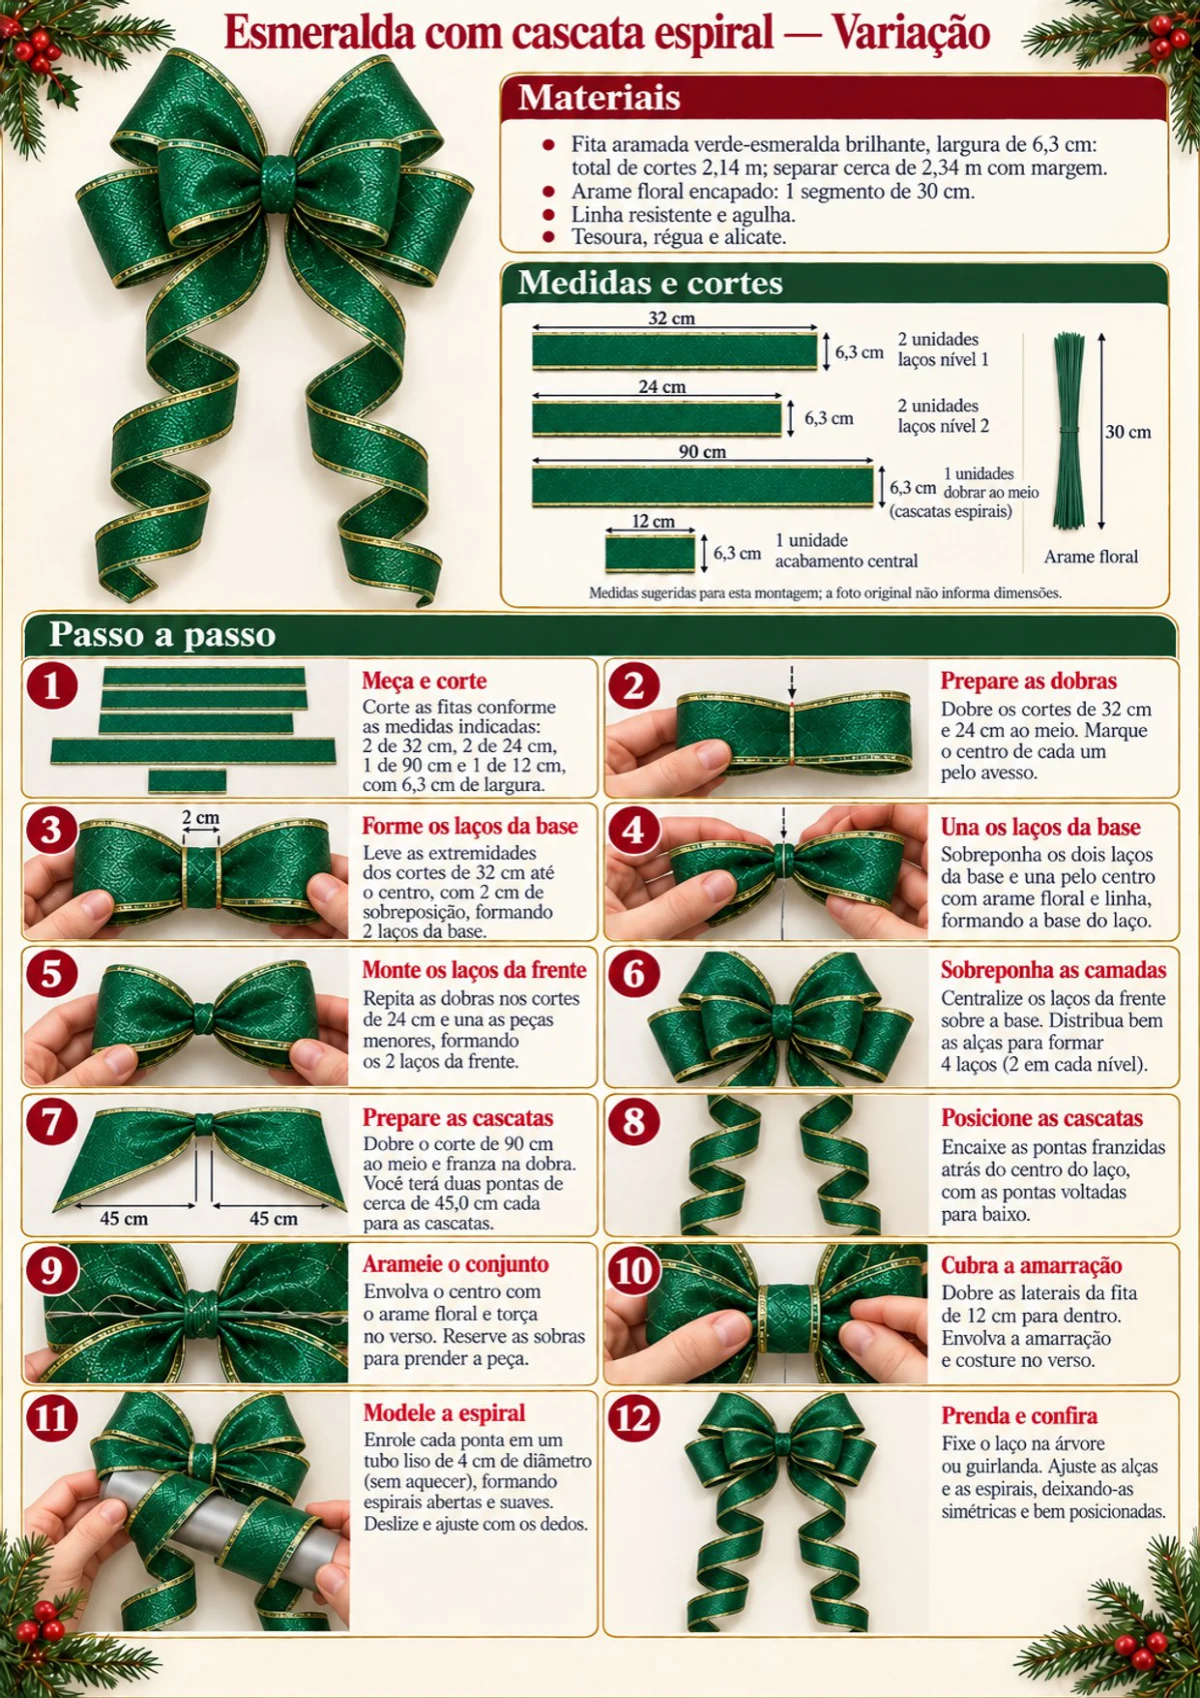 Esmeralda com cascata espiral — Variação
Materiais
● Fita aramada verde-esmeralda brilhante, largura de 6,3 cm:
total de cortes 2,14 m; separar cerca de 2,34 m com margem.
● Arame floral encapado: 1 segmento de 30 cm.
● Linha resistente e agulha.
● Tesoura, régua e alicate.
Medidas e cortes
32 cm
6,3 cm
2 unidades
laços nível 1
24 cm
6,3 cm
2 unidades
laços nível 2
90 cm
6,3 cm
1 unidades
dobrar ao meio
(cascatas espirais)
12 cm
6,3 cm
1 unidade
acabamento central
30 cm
Arame floral
Medidas sugeridas para esta montagem; a foto original não informa dimensões.
Passo a passo
1
Meça e corte
Corte as fitas conforme
as medidas indicadas:
2 de 32 cm, 2 de 24 cm,
1 de 90 cm e 1 de 12 cm,
com 6,3 cm de largura.
2
Prepare as dobras
Dobre os cortes de 32 cm
e 24 cm ao meio. Marque
o centro de cada um
pelo avesso.
3
2 cm
Forme os laços da base
Leve as extremidades
dos cortes de 32 cm até
o centro, com 2 cm de
sobreposição, formando
2 laços da base.
4
Una os laços da base
Sobreponha os dois laços
da base e una pelo centro
com arame floral e linha,
formando a base do laço.
5
Monte os laços da frente
Repita as dobras nos cortes
de 24 cm e una as peças
menores, formando
os 2 laços da frente.
6
Sobreponha as camadas
Centralize os laços da frente
sobre a base. Distribua bem
as alças para formar
4 laços (2 em cada nível).
7
45 cm
45 cm
Prepare as cascatas
Dobre o corte de 90 cm
ao meio e franza na dobra.
Você terá duas pontas de
cerca de 45,0 cm cada
para as cascatas.
8
Posicione as cascatas
Encaixe as pontas franzidas
atrás do centro do laço,
com as pontas voltadas
para baixo.
9
Arameie o conjunto
Envolva o centro com
o arame floral e torça
no verso. Reserve as sobras
para prender a peça.
10
Cubra a amarração
Dobre as laterais da fita
de 12 cm para dentro.
Envolva a amarração
e costure no verso.
11
Modele a espiral
Enrole cada ponta em um
tubo liso de 4 cm de diâmetro
(sem aquecer), formando
espirais abertas e suaves.
Deslize e ajuste com os dedos.
12
Prenda e confira
Fixe o laço na árvore
ou guirlanda. Ajuste as alças
e as espirais, deixando-as
simétricas e bem posicionadas.